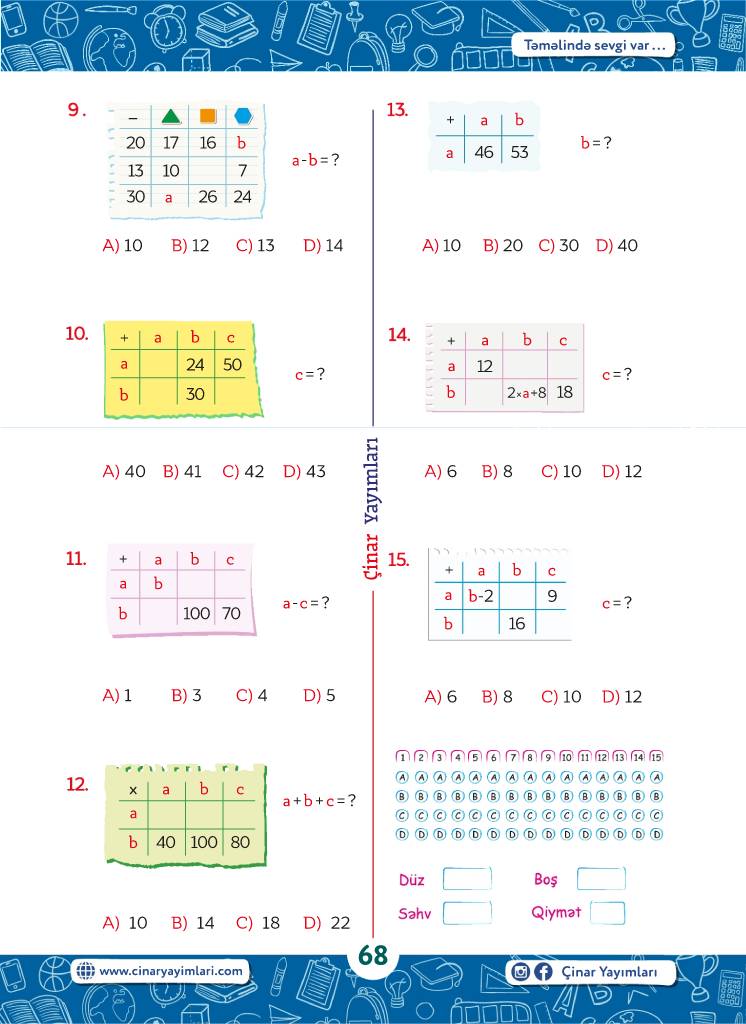 Təməlində sevgi var ...
9.
– 
20 17 16 b
13 10 7
30 a 26 24
a-b=?
A) 10 B) 12 C) 13 D) 14
10.
+ a b c
a 24 50
b 30
c=?
A) 40 B) 41 C) 42 D) 43
11.
+ a b c
a b
b 100 70
a-c=?
A) 1 B) 3 C) 4 D) 5
12.
x a b c
a
b 40 100 80
a+b+c=?
A) 10 B) 14 C) 18 D) 22
Çinar Yayımları
13.
+ a b
a 46 53
b=?
A) 10 B) 20 C) 30 D) 40
14.
+ a b c
a 12
b 2×a+8 18
c=?
A) 6 B) 8 C) 10 D) 12
15.
+ a b c
a b-2 9
b 16
c=?
A) 6 B) 8 C) 10 D) 12
1 2 3 4 5 6 7 8 9 10 11 12 13 14 15
A A A A A A A A A A A A A A A
B B B B B B B B B B B B B B B
C C C C C C C C C C C C C C C
D D D D D D D D D D D D D D D
Düz Boş
Səhv Qiymət
www.cinaryayimlari.com
68
Çinar Yayımları